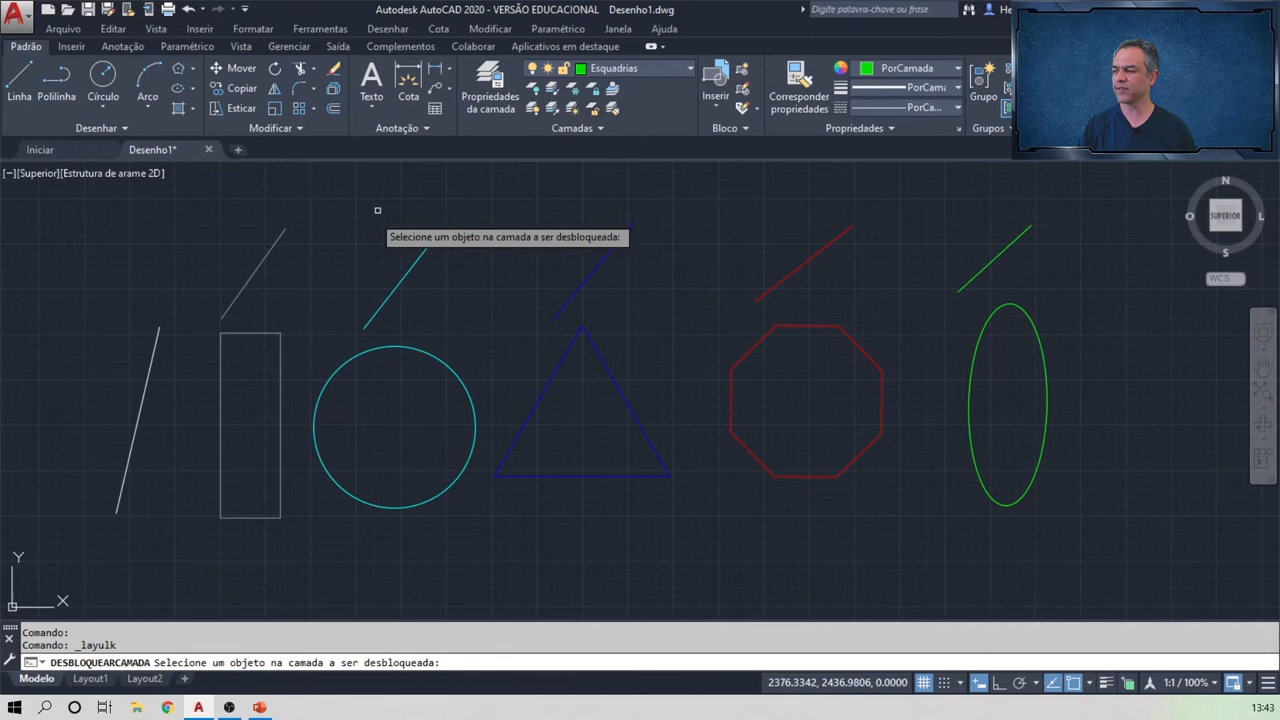 Autodesk AutoCAD 2020 - VERSÃO EDUCACIONAL Desenho1.dwg
Digite palavra-chave ou frase
He
Arquivo Editar Vista Inserir Formatar Ferramentas Desenhar Cota Modificar Paramétrico Janela Ajuda
Padrão Inserir Anotação Paramétrico Vista Gerenciar Saída Complementos Colaborar Aplicativos em destaque
Linha Polilinha Círculo Arco
Mover
Copiar
Esticar
Texto Cota
Propriedades da camada
Esquadrias
Inserir
Corresponder propriedades
PorCamada
PorCama
PorCa...
Grupo
Desenhar Modificar Anotação Camadas Bloco Propriedades Grupos
Iniciar Desenho1*
[−][Superior][Estrutura de arame 2D]
N
O SUPERIOR L
S
WCS
Selecione um objeto na camada a ser desbloqueada:
Y
X
Comando:
Comando: _layulk
DESBLOQUEARCAMADA Selecione um objeto na camada a ser desbloqueada:
Modelo Layout1 Layout2 +
2376.3342, 2436.9806, 0.0000
1:1 / 100%
13:43